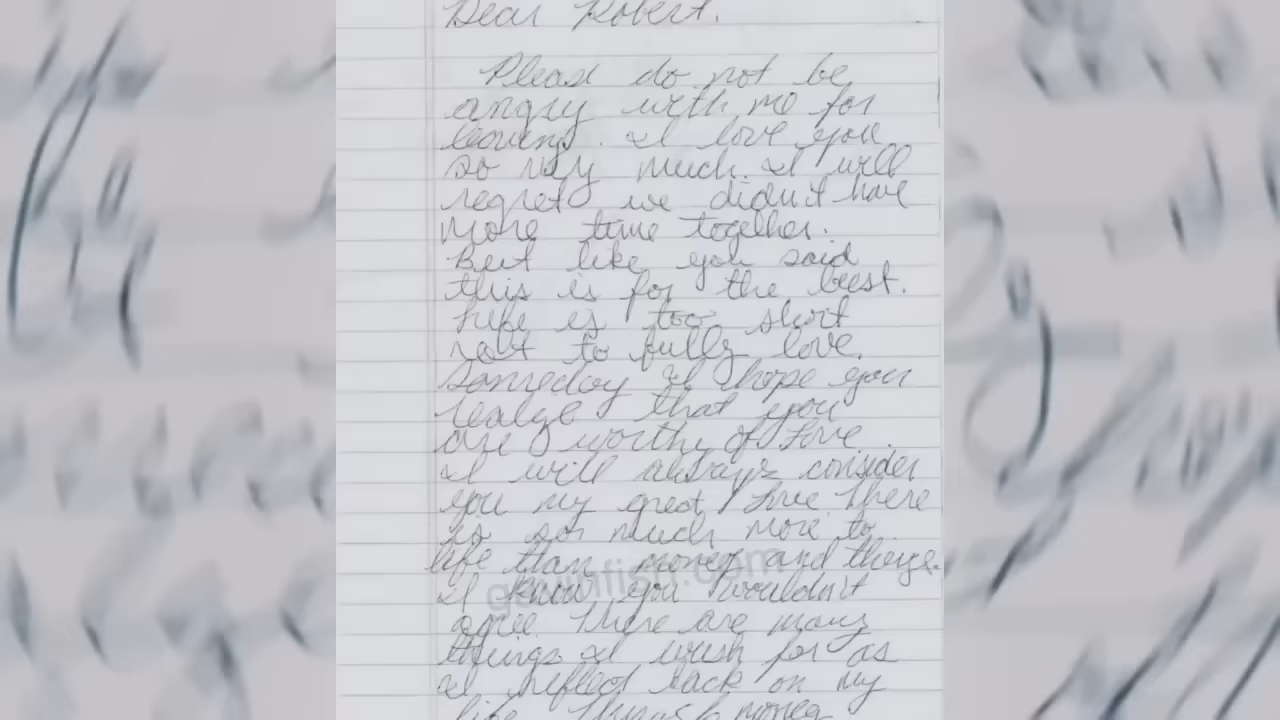 Dear Robert,
Please do not be
angry with me for
leaving. I love you
so very much. I will
regret we didn't have
more time together.
But like you said
this is for the best.
Life is too short
not to fully love.
Someday I hope you
realize that you
are worthy of Love.
I will always consider
you my great Love. There
is so much more to
life than money and things.
I know you wouldn't
agree. There are many
things I wish for as
I reflect back on my
life. Things money